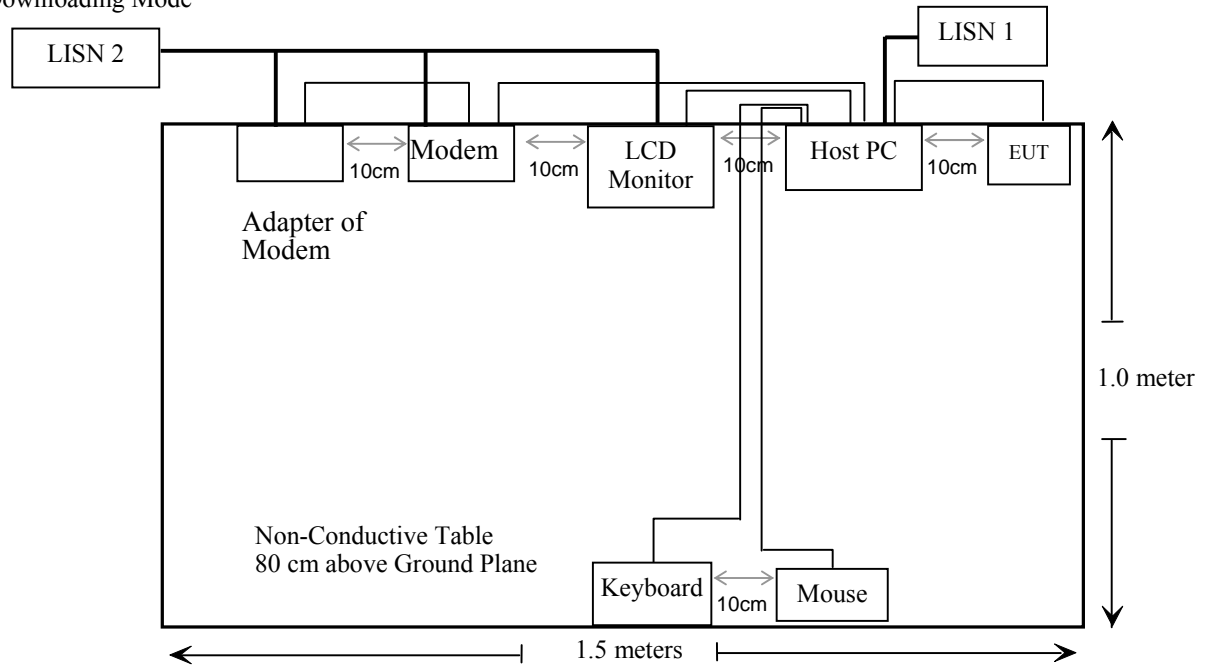 Downloading Mode
LISN 2
LISN 1
Modem
LCD
Monitor
Host PC
EUT
10cm
10cm
10cm
10cm
Adapter of
Modem
1.0 meter
Non-Conductive Table
80 cm above Ground Plane
Keyboard
10cm
Mouse
1.5 meters